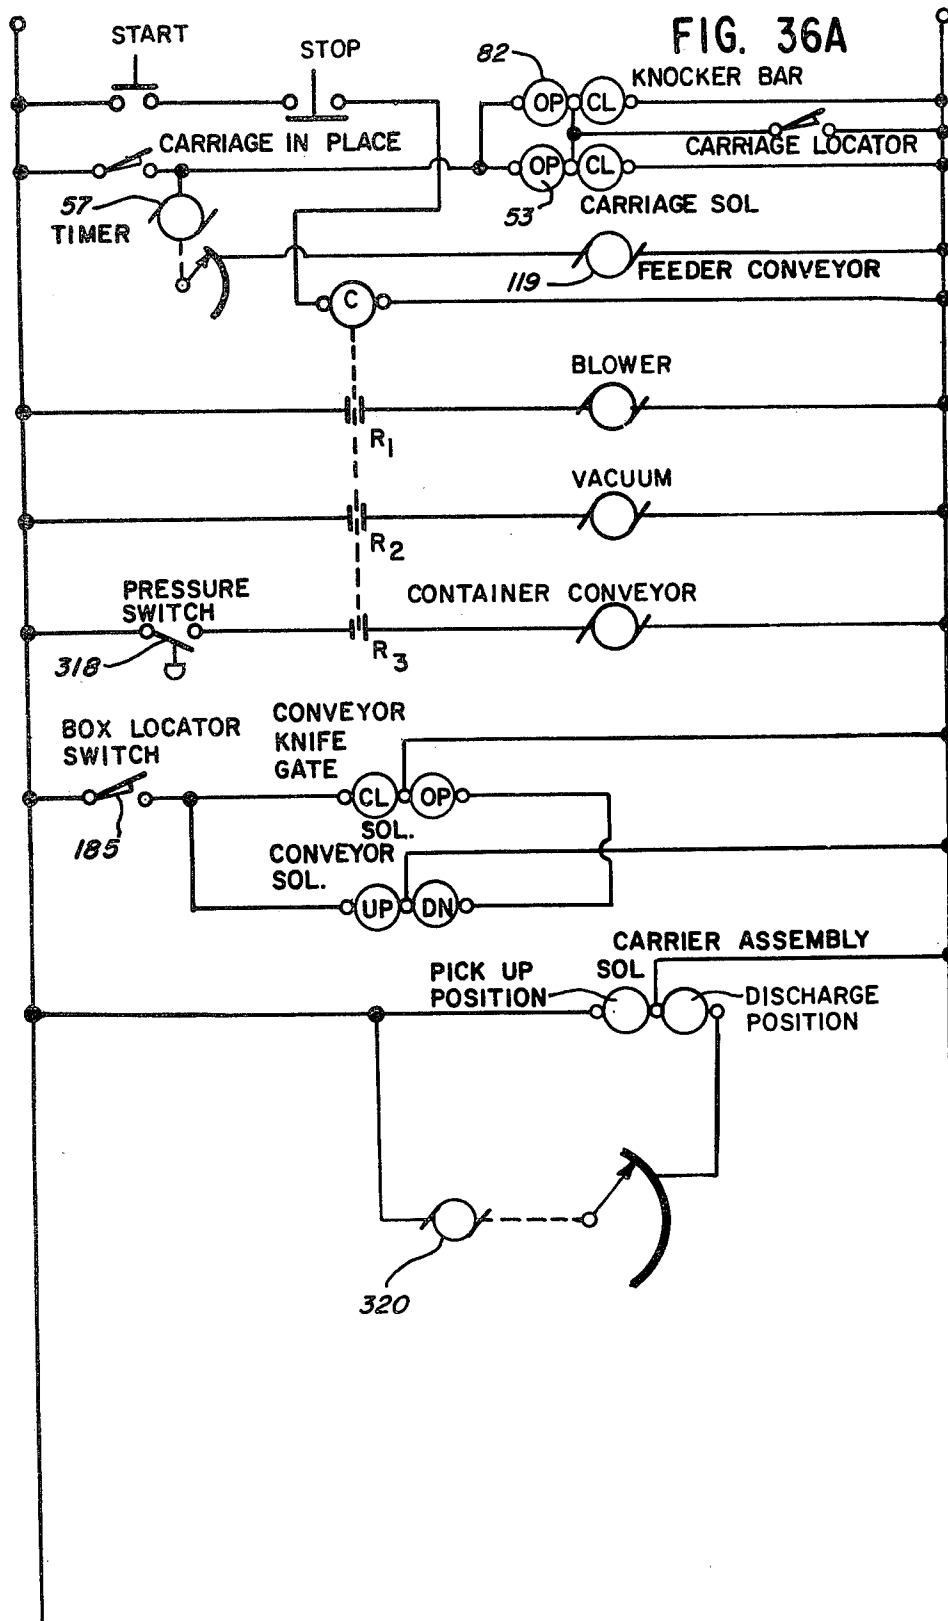 FIG. 36A
START
STOP
82
KNOCKER BAR
OP
CL
CARRIAGE IN PLACE
CARRIAGE LOCATOR
OP
CL
57
TIMER
53
CARRIAGE SOL
119
FEEDER CONVEYOR
C
BLOWER
R1
VACUUM
R2
PRESSURE
SWITCH
CONTAINER CONVEYOR
318
R3
BOX LOCATOR
SWITCH
CONVEYOR
KNIFE
GATE
CL
OP
SOL.
185
CONVEYOR
SOL.
UP
DN
CARRIER ASSEMBLY
SOL
PICK UP
POSITION
DISCHARGE
POSITION
320